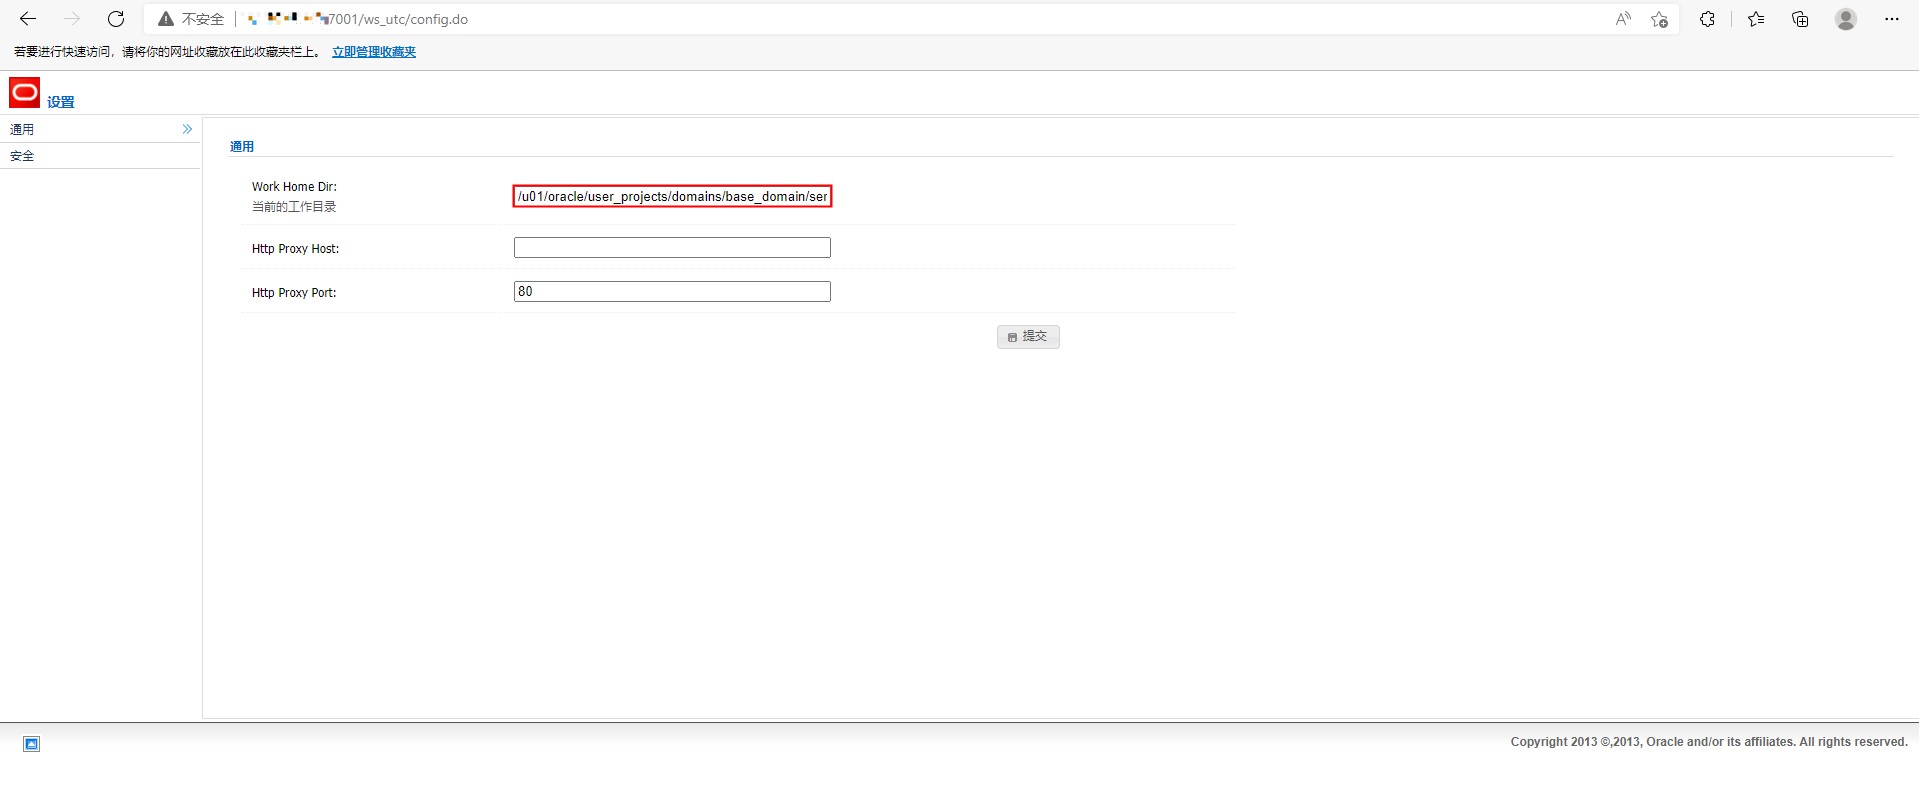 不安全 7001/ws_utc/config.do
若要进行快速访问，请将你的网址收藏放在此收藏夹栏上。 立即管理收藏夹
设置
通用
安全
通用
Work Home Dir:
当前的工作目录
/u01/oracle/user_projects/domains/base_domain/ser
Http Proxy Host:
Http Proxy Port:
80
提交
Copyright 2013 ©,2013, Oracle and/or its affiliates. All rights reserved.